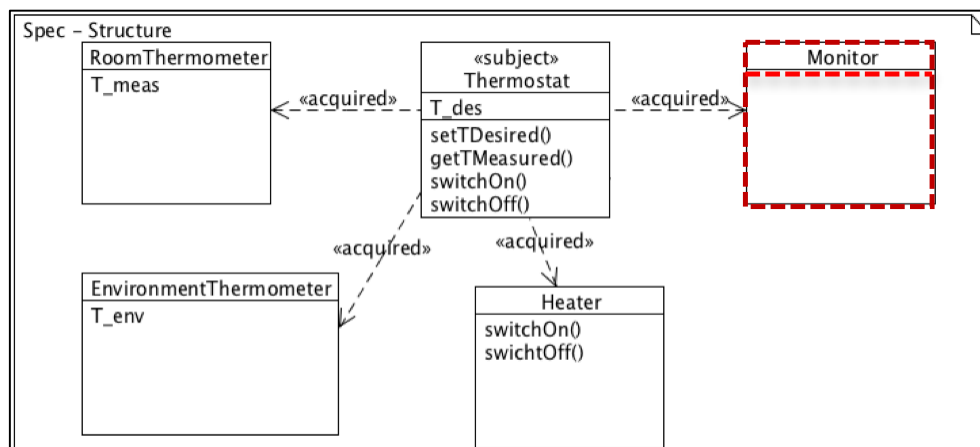 Spec – Structure
RoomThermometer
T_meas
«acquired»
«subject»
Thermostat
T_des
setTDesired()
getTMeasured()
switchOn()
switchOff()
«acquired»
Monitor
«acquired»
«acquired»
EnvironmentThermometer
T_env
Heater
switchOn()
swichtOff()